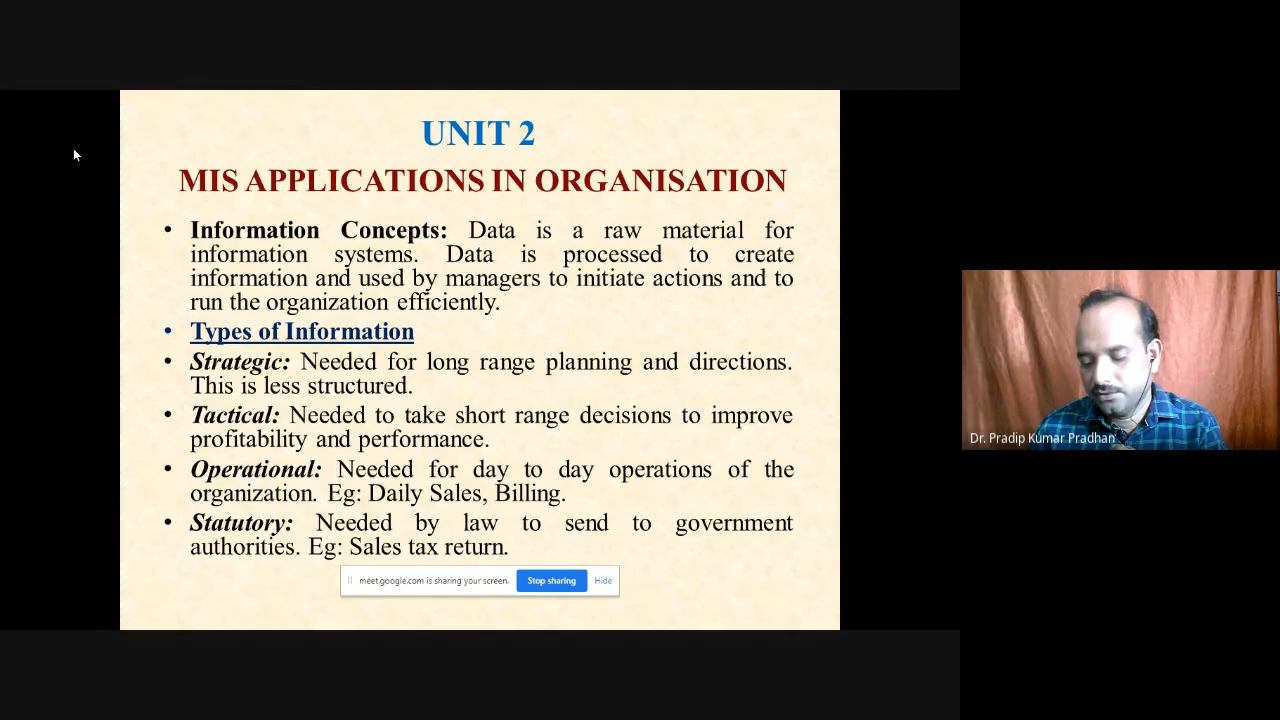 UNIT 2
MIS APPLICATIONS IN ORGANISATION
• Information Concepts: Data is a raw material for
information systems. Data is processed to create
information and used by managers to initiate actions and to
run the organization efficiently.
• Types of Information
• Strategic: Needed for long range planning and directions.
This is less structured.
• Tactical: Needed to take short range decisions to improve
profitability and performance.
• Operational: Needed for day to day operations of the
organization. Eg: Daily Sales, Billing.
• Statutory: Needed by law to send to government
authorities. Eg: Sales tax return.
meet.google.com is sharing your screen. Stop sharing Hide
Dr. Pradip Kumar Pradhan